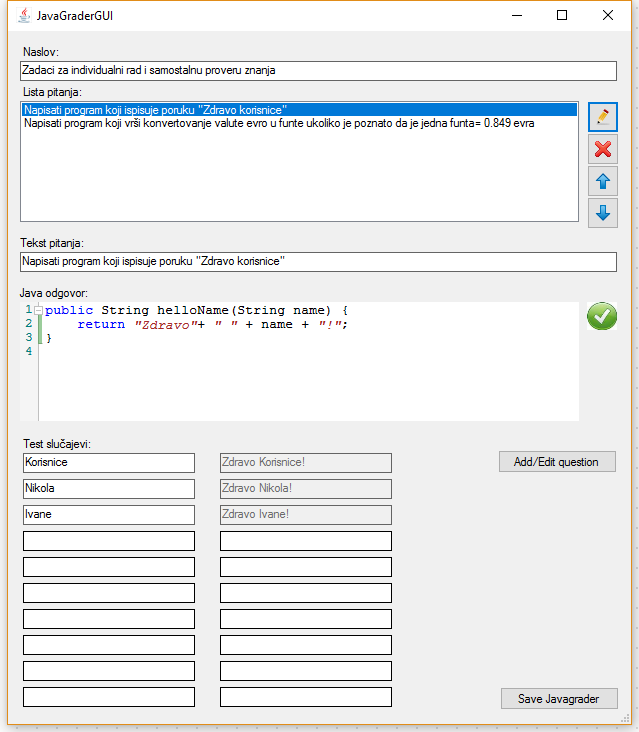 JavaGraderGUI
Naslov:
Zadaci za individualni rad i samostalnu proveru znanja
Lista pitanja:
Napisati program koji ispisuje poruku "Zdravo korisnice"
Napisati program koji vrši konvertovanje valute evro u funte ukoliko je poznato da je jedna funta= 0.849 evra
Tekst pitanja:
Napisati program koji ispisuje poruku "Zdravo korisnice"
Java odgovor:
1 public String helloName(String name) {
2 return "Zdravo"+ " " + name + "!";
3 }
4
Test slučajevi:
Korisnice Zdravo Korisnice! Add/Edit question
Nikola Zdravo Nikola!
Ivane Zdravo Ivane!
Save Javagrader